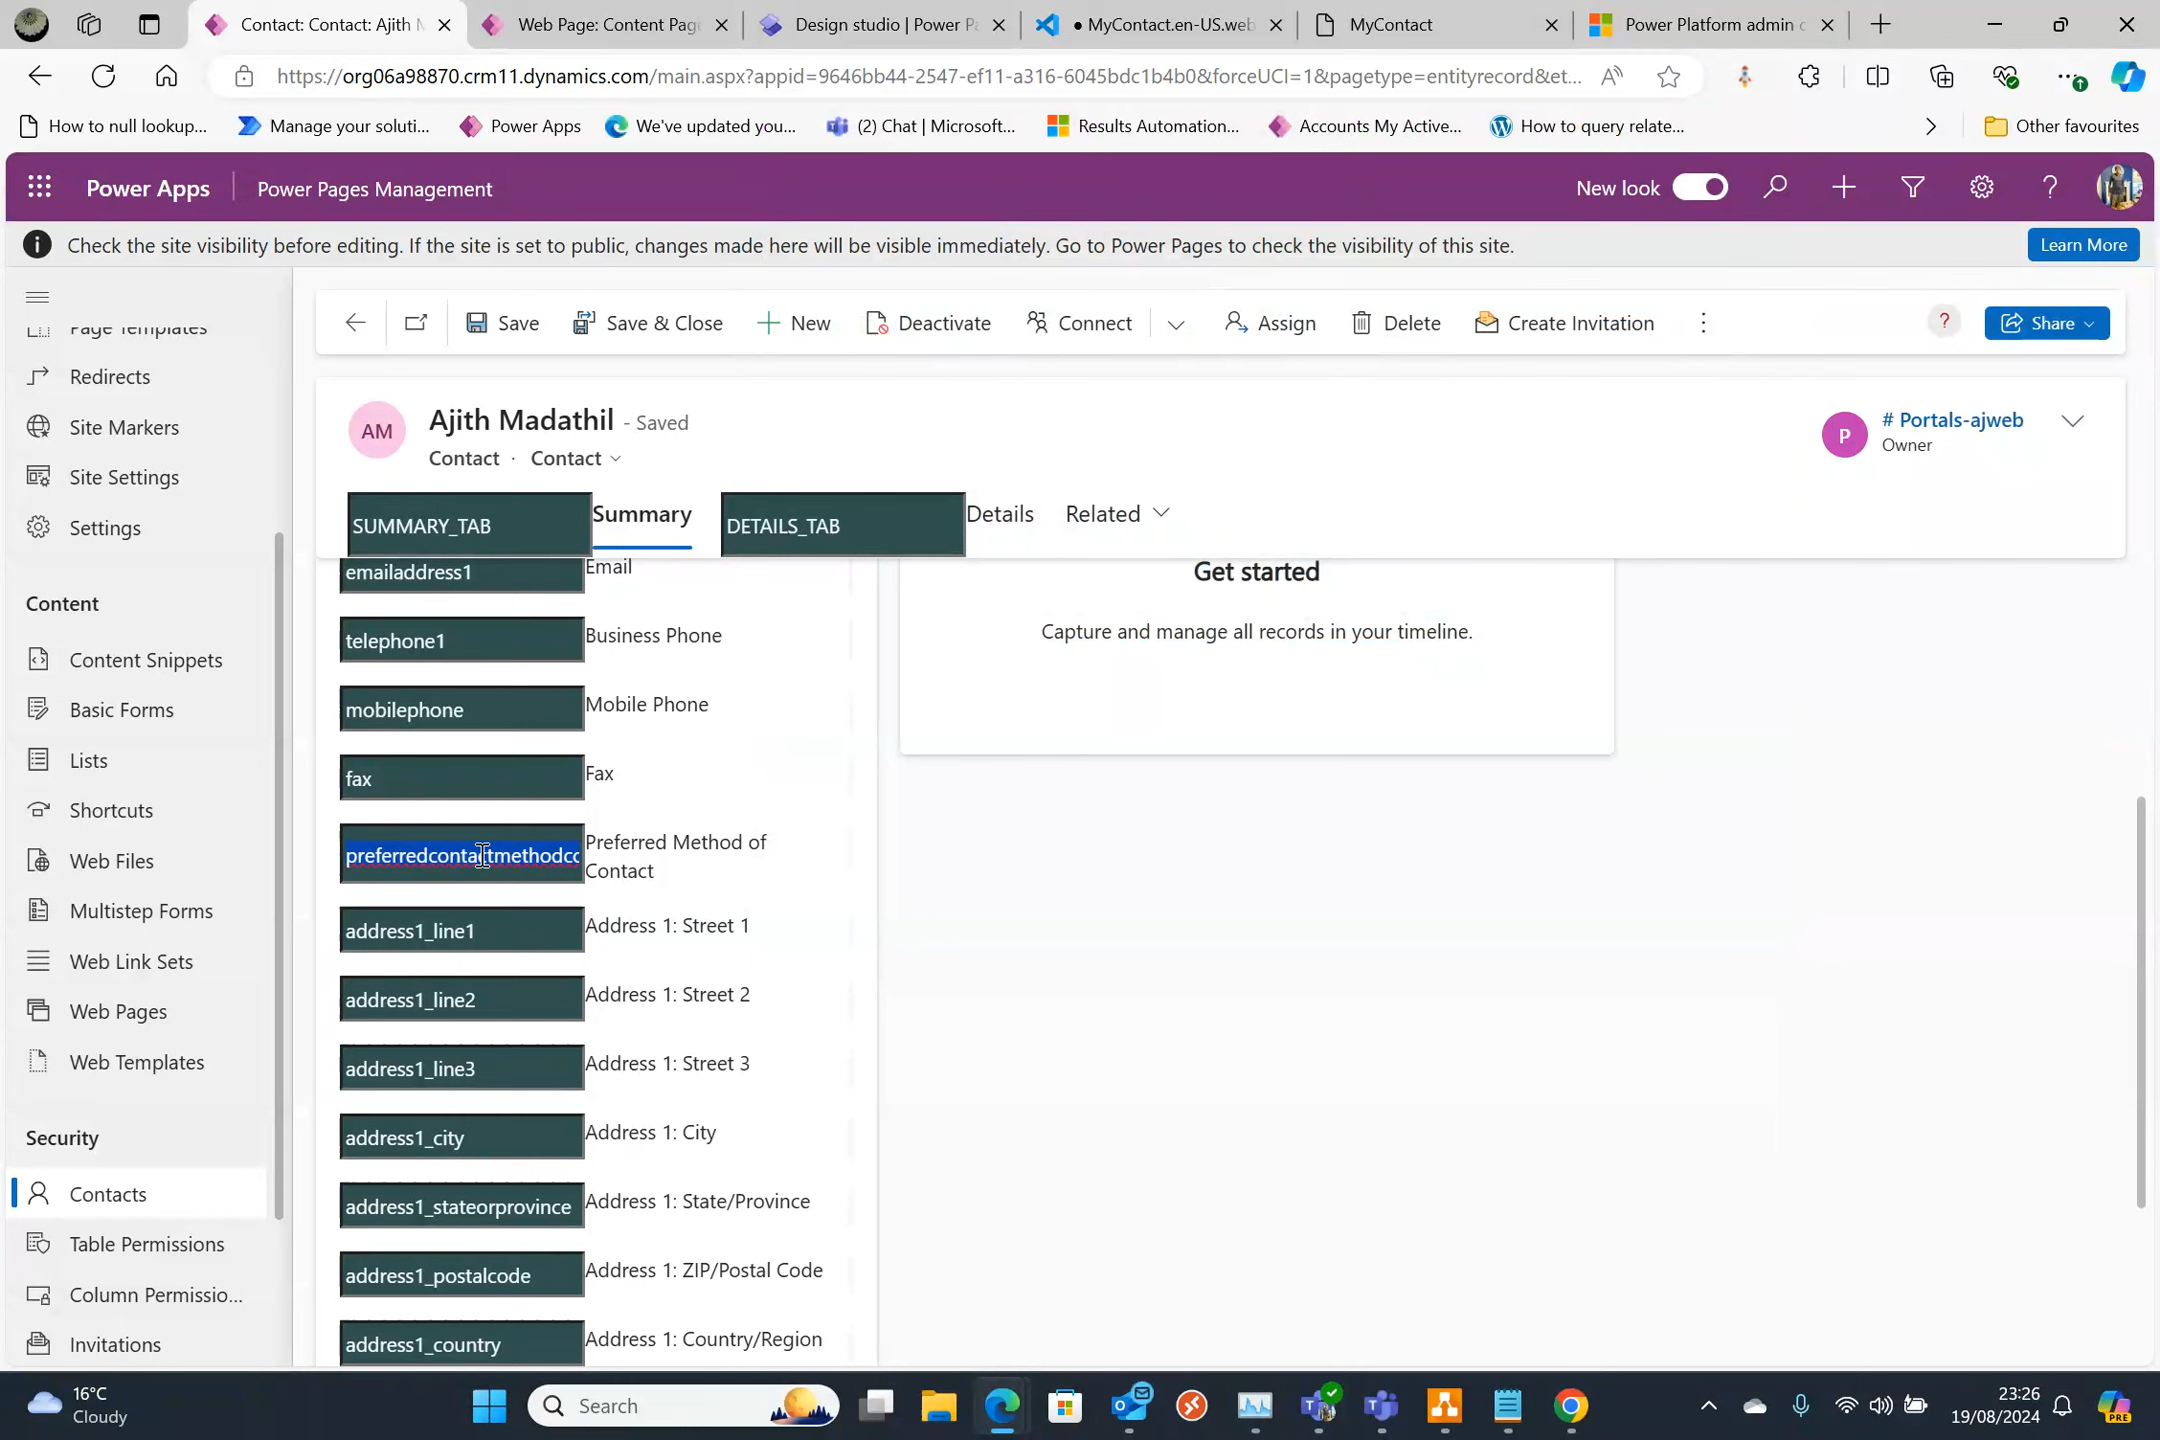 Contact: Contact: Ajith M
Web Page: Content Page
Design studio | Power Pa
● MyContact.en-US.web
MyContact
Power Platform admin c
https://org06a98870.crm11.dynamics.com/main.aspx?appid=9646bb44-2547-ef11-a316-6045bdc1b4b0&forceUCI=1&pagetype=entityrecord&et...
How to null lookup...
Manage your soluti...
Power Apps
We've updated you...
(2) Chat | Microsoft...
Results Automation...
Accounts My Active...
How to query relate...
Other favourites
Power Apps
Power Pages Management
New look
Check the site visibility before editing. If the site is set to public, changes made here will be visible immediately. Go to Power Pages to check the visibility of this site.
Learn More
Page Templates
Redirects
Site Markers
Site Settings
Settings
Content
Content Snippets
Basic Forms
Lists
Shortcuts
Web Files
Multistep Forms
Web Link Sets
Web Pages
Web Templates
Security
Contacts
Table Permissions
Column Permissio...
Invitations
Save
Save & Close
New
Deactivate
Connect
Assign
Delete
Create Invitation
Share
AM
Ajith Madathil - Saved
Contact · Contact
P
# Portals-ajweb
Owner
SUMMARY_TAB
Summary
DETAILS_TAB
Details
Related
emailaddress1
Email
telephone1
Business Phone
mobilephone
Mobile Phone
fax
Fax
preferredcontactmethodcc
Preferred Method of
Contact
address1_line1
Address 1: Street 1
address1_line2
Address 1: Street 2
address1_line3
Address 1: Street 3
address1_city
Address 1: City
address1_stateorprovince
Address 1: State/Province
address1_postalcode
Address 1: ZIP/Postal Code
address1_country
Address 1: Country/Region
Get started
Capture and manage all records in your timeline.
16°C
Cloudy
Search
23:26
19/08/2024
PRE